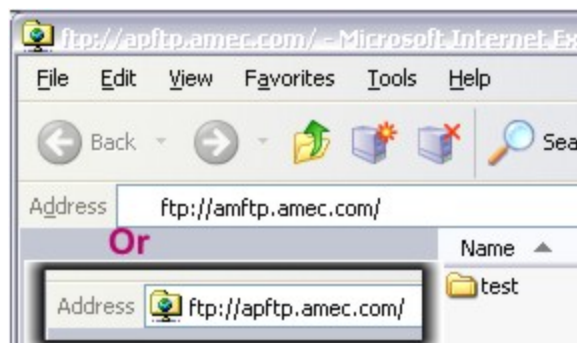 ftp://apftp.amec.com/ - Microsoft Internet Ex
File Edit View Favorites Tools Help
Back Sea
Address ftp://amftp.amec.com/
Or
Name
test
Address ftp://apftp.amec.com/